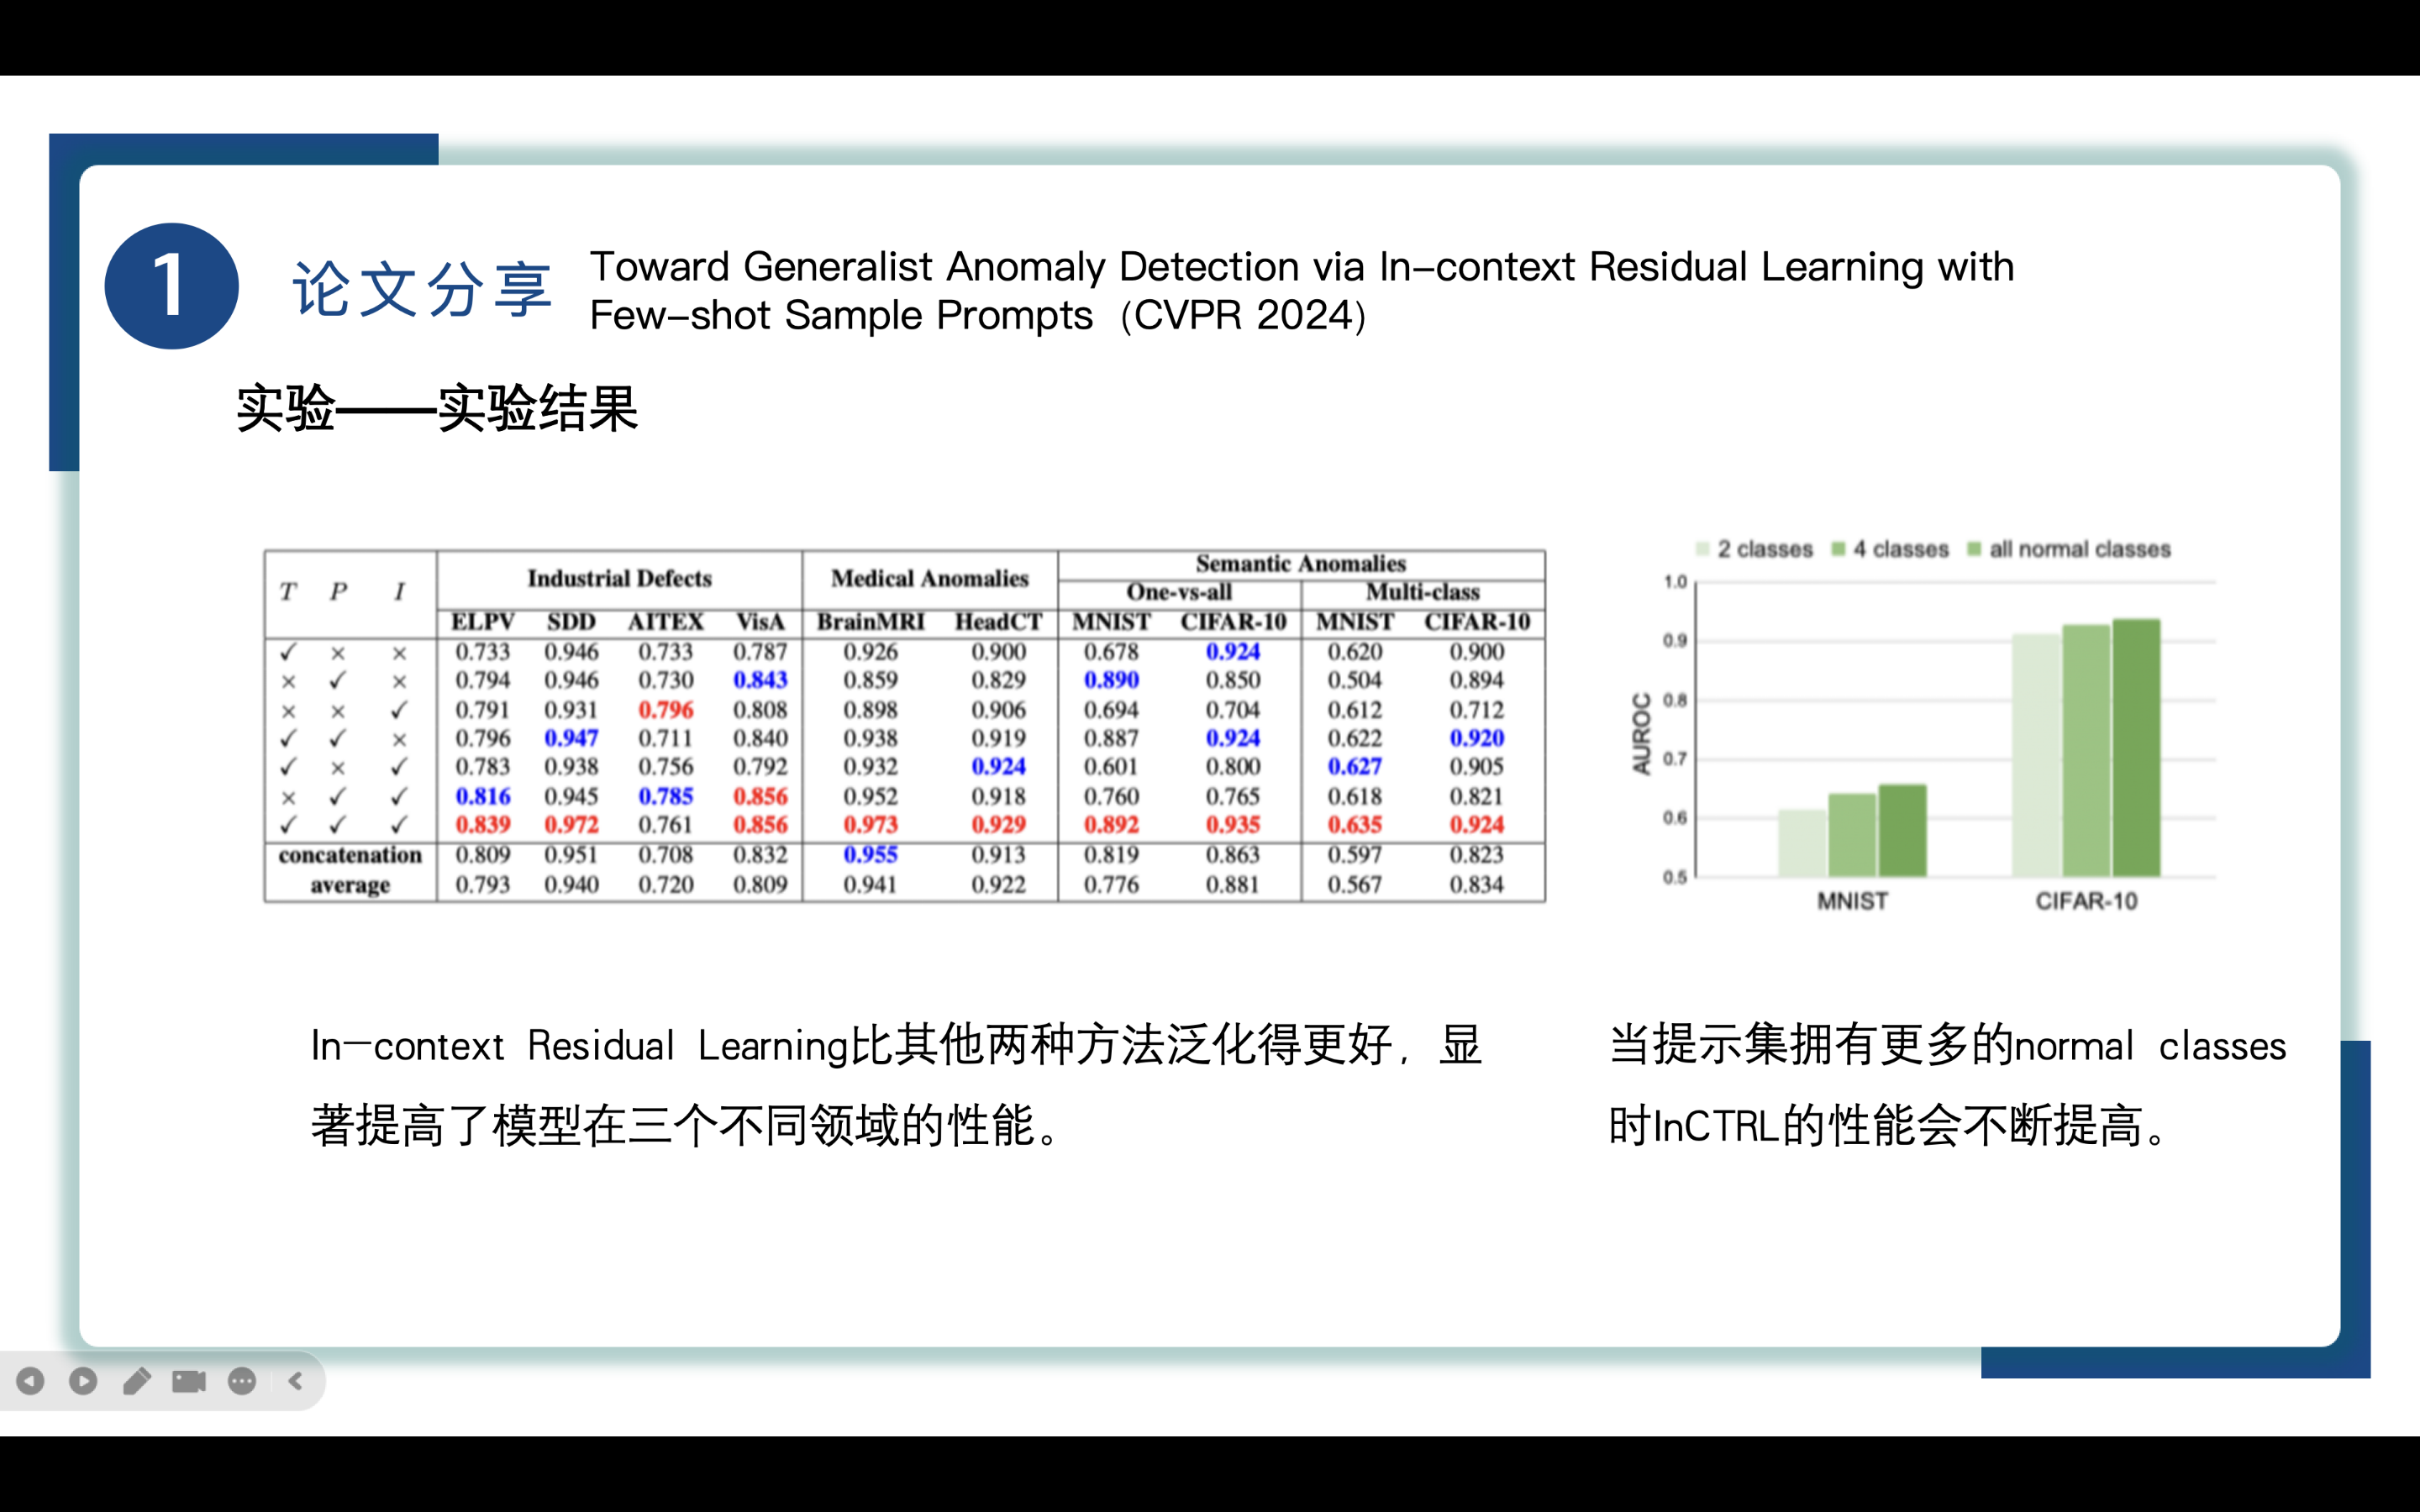 1
论文分享
Toward Generalist Anomaly Detection via In-context Residual Learning with
Few-shot Sample Prompts（CVPR 2024）
实验——实验结果
T P I Industrial Defects Medical Anomalies Semantic Anomalies
One-vs-all Multi-class
ELPV SDD AITEX VisA BrainMRI HeadCT MNIST CIFAR-10 MNIST CIFAR-10
✓ × × 0.733 0.946 0.733 0.787 0.926 0.900 0.678 0.924 0.620 0.900
× ✓ × 0.794 0.946 0.730 0.843 0.859 0.829 0.890 0.850 0.504 0.894
× × ✓ 0.791 0.931 0.796 0.808 0.898 0.906 0.694 0.704 0.612 0.712
✓ ✓ × 0.796 0.947 0.711 0.840 0.938 0.919 0.887 0.924 0.622 0.920
✓ × ✓ 0.783 0.938 0.756 0.792 0.932 0.924 0.601 0.800 0.627 0.905
× ✓ ✓ 0.816 0.945 0.785 0.856 0.952 0.918 0.760 0.765 0.618 0.821
✓ ✓ ✓ 0.839 0.972 0.761 0.856 0.973 0.929 0.892 0.935 0.635 0.924
concatenation 0.809 0.951 0.708 0.832 0.955 0.913 0.819 0.863 0.597 0.823
average 0.793 0.940 0.720 0.809 0.941 0.922 0.776 0.881 0.567 0.834
2 classes 4 classes all normal classes
AUROC
1.0
0.9
0.8
0.7
0.6
0.5
MNIST CIFAR-10
In-context Residual Learning比其他两种方法泛化得更好，显
著提高了模型在三个不同领域的性能。
当提示集拥有更多的normal classes
时InCTRL的性能会不断提高。